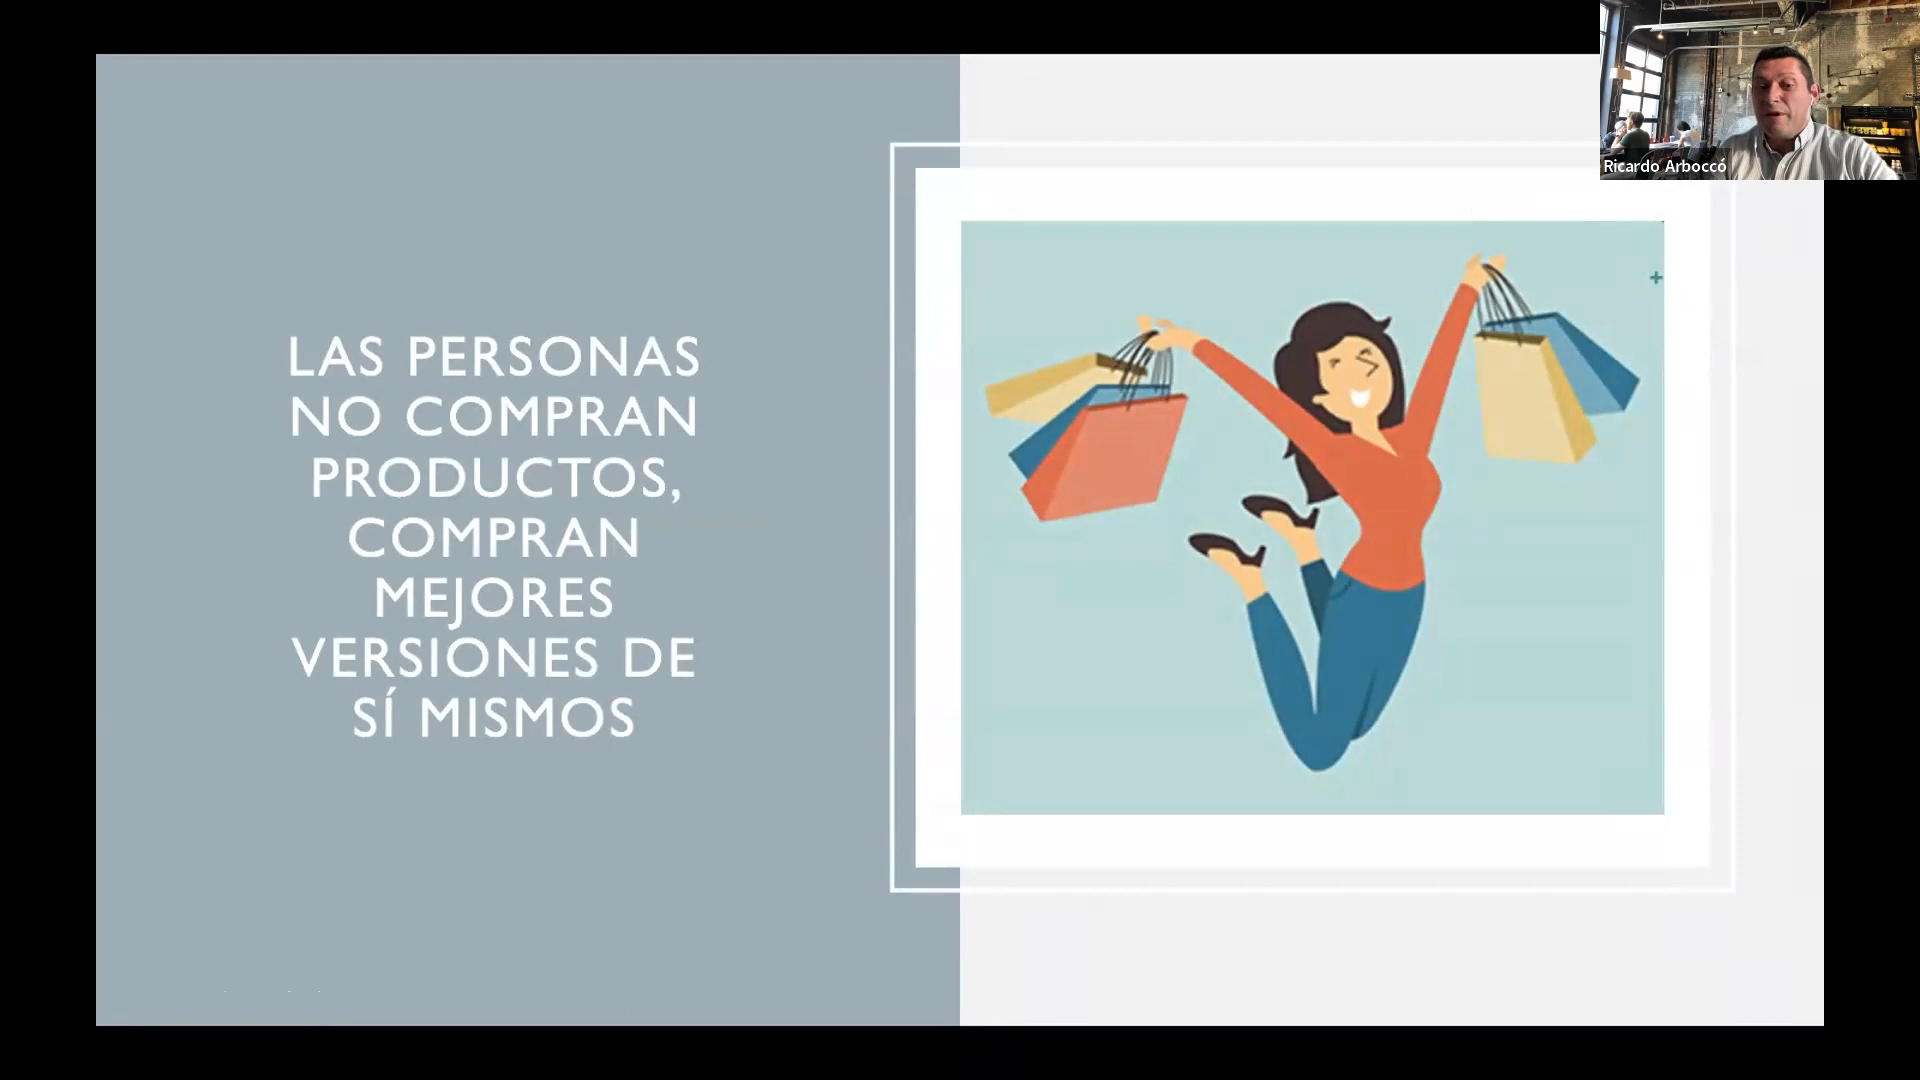 LAS PERSONAS
NO COMPRAN
PRODUCTOS,
COMPRAN
MEJORES
VERSIONES DE
SÍ MISMOS
Ricardo Arboccó